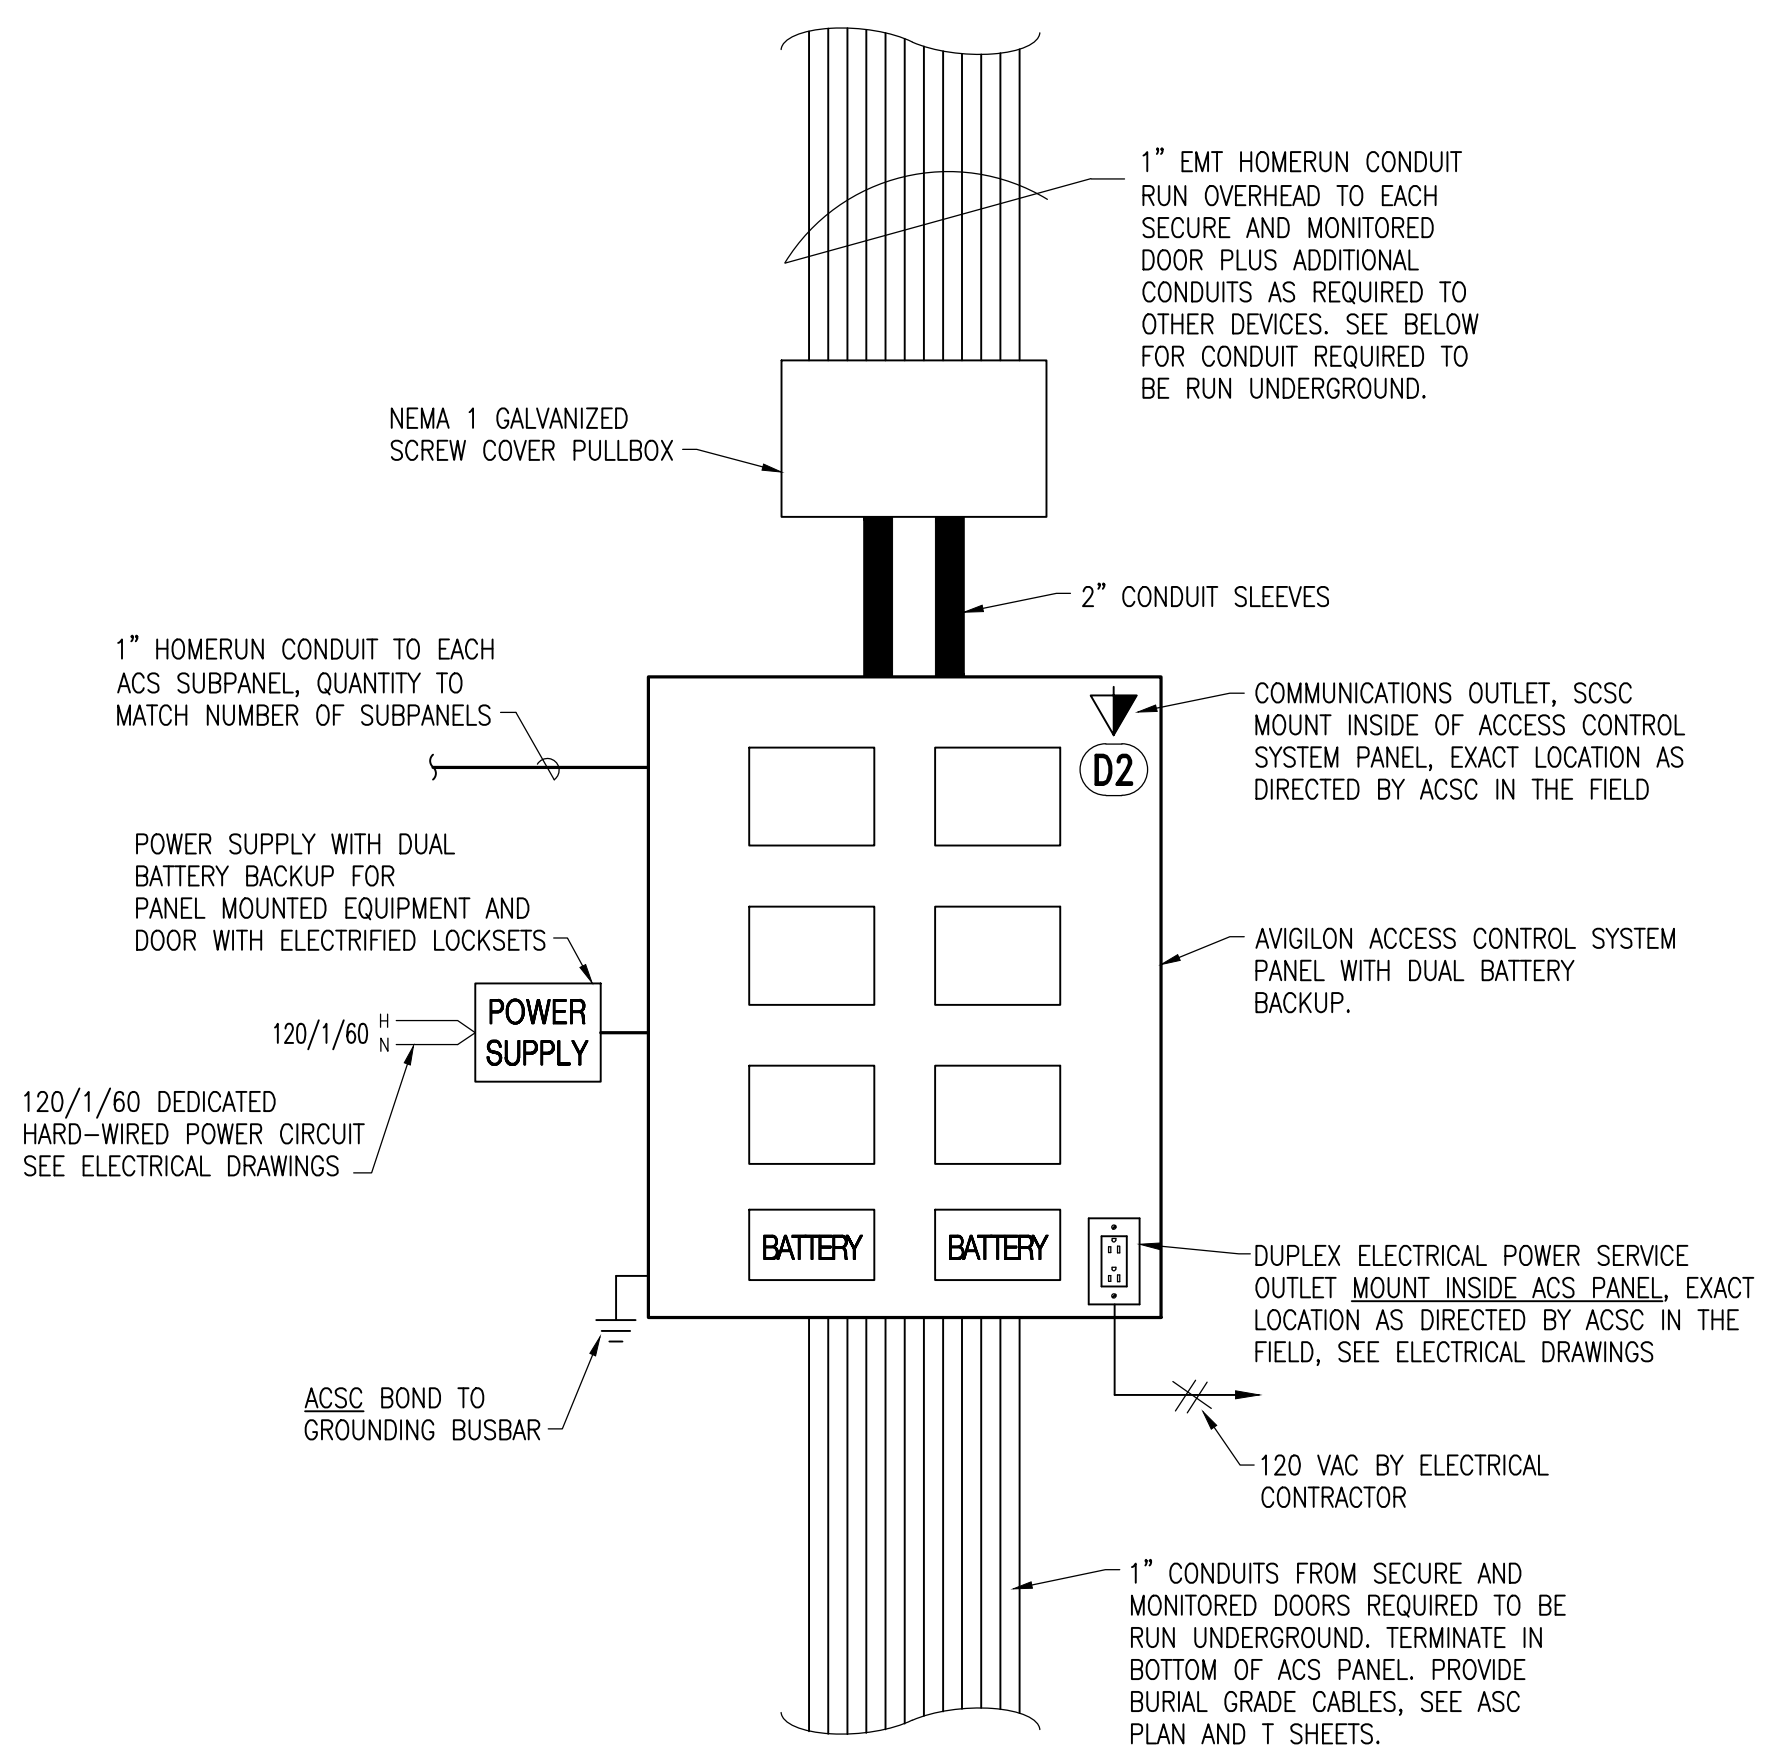 1” EMT HOMERUN CONDUIT
RUN OVERHEAD TO EACH
SECURE AND MONITORED
DOOR PLUS ADDITIONAL
CONDUITS AS REQUIRED TO
OTHER DEVICES. SEE BELOW
FOR CONDUIT REQUIRED TO
BE RUN UNDERGROUND.
NEMA 1 GALVANIZED
SCREW COVER PULLBOX
2” CONDUIT SLEEVES
1” HOMERUN CONDUIT TO EACH
ACS SUBPANEL, QUANTITY TO
MATCH NUMBER OF SUBPANELS
COMMUNICATIONS OUTLET, SCSC
MOUNT INSIDE OF ACCESS CONTROL
SYSTEM PANEL, EXACT LOCATION AS
DIRECTED BY ACSC IN THE FIELD
D2
POWER SUPPLY WITH DUAL
BATTERY BACKUP FOR
PANEL MOUNTED EQUIPMENT AND
DOOR WITH ELECTRIFIED LOCKSETS
AVIGILON ACCESS CONTROL SYSTEM
PANEL WITH DUAL BATTERY
BACKUP.
POWER
SUPPLY
120/1/60
H
N
120/1/60 DEDICATED
HARD-WIRED POWER CIRCUIT
SEE ELECTRICAL DRAWINGS
BATTERY
BATTERY
DUPLEX ELECTRICAL POWER SERVICE
OUTLET MOUNT INSIDE ACS PANEL, EXACT
LOCATION AS DIRECTED BY ACSC IN THE
FIELD, SEE ELECTRICAL DRAWINGS
ACSC BOND TO
GROUNDING BUSBAR
120 VAC BY ELECTRICAL
CONTRACTOR
1” CONDUITS FROM SECURE AND
MONITORED DOORS REQUIRED TO BE
RUN UNDERGROUND. TERMINATE IN
BOTTOM OF ACS PANEL. PROVIDE
BURIAL GRADE CABLES, SEE ASC
PLAN AND T SHEETS.